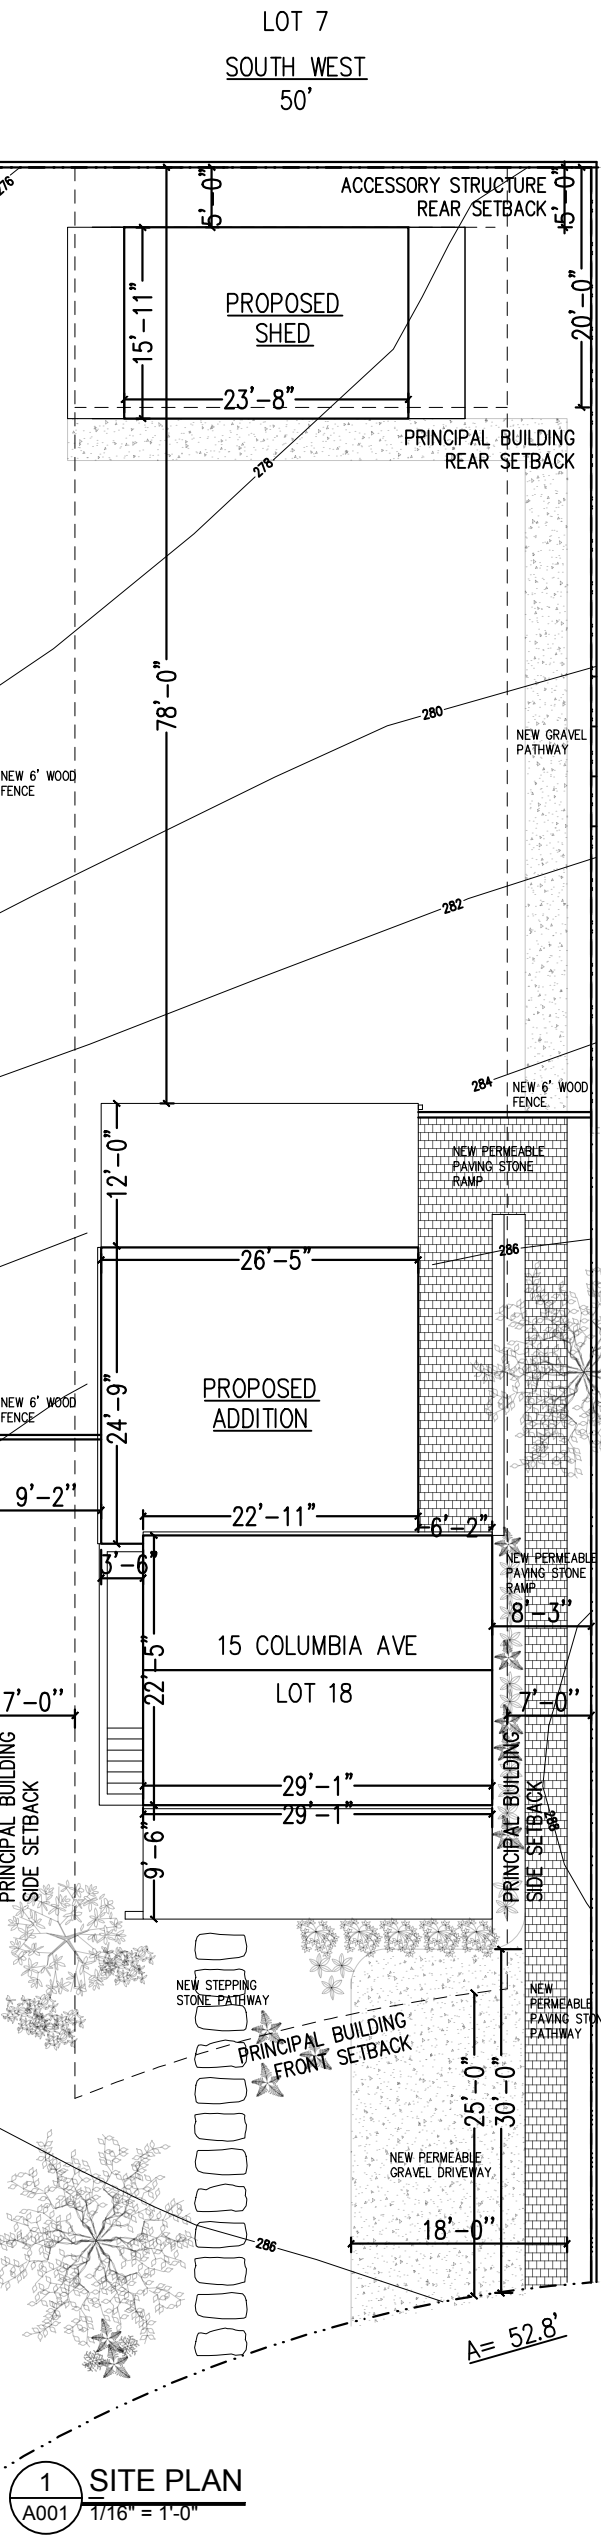 LOT 7
SOUTH WEST
50'
276
5'-0"
ACCESSORY STRUCTURE
REAR SETBACK
5'-0"
20'-0"
15'-11"
PROPOSED
SHED
23'-8"
PRINCIPAL BUILDING
REAR SETBACK
278
78'-0"
280
NEW GRAVEL
PATHWAY
NEW 6' WOOD
FENCE
282
284
NEW 6' WOOD
FENCE
12'-0"
NEW PERMEABLE
PAVING STONE
RAMP
286
26'-5"
24'-9"
PROPOSED
ADDITION
NEW 6' WOOD
FENCE
9'-2"
22'-11"
6'-2"
3'-6"
NEW PERMEABLE
PAVING STONE
RAMP
8'-3"
22'-5"
15 COLUMBIA AVE
LOT 18
7'-0"
7'-0"
PRINCIPAL BUILDING
SIDE SETBACK
29'-1"
29'-1"
9'-6"
PRINCIPAL BUILDING
SIDE SETBACK
288
NEW STEPPING
STONE PATHWAY
NEW
PERMEABLE
PAVING STON
PATHWAY
PRINCIPAL BUILDING
FRONT SETBACK
25'-0"
30'-0"
NEW PERMEABLE
GRAVEL DRIVEWAY
18'-0"
286
A= 52.8'
1
A001
SITE PLAN
1/16" = 1'-0"